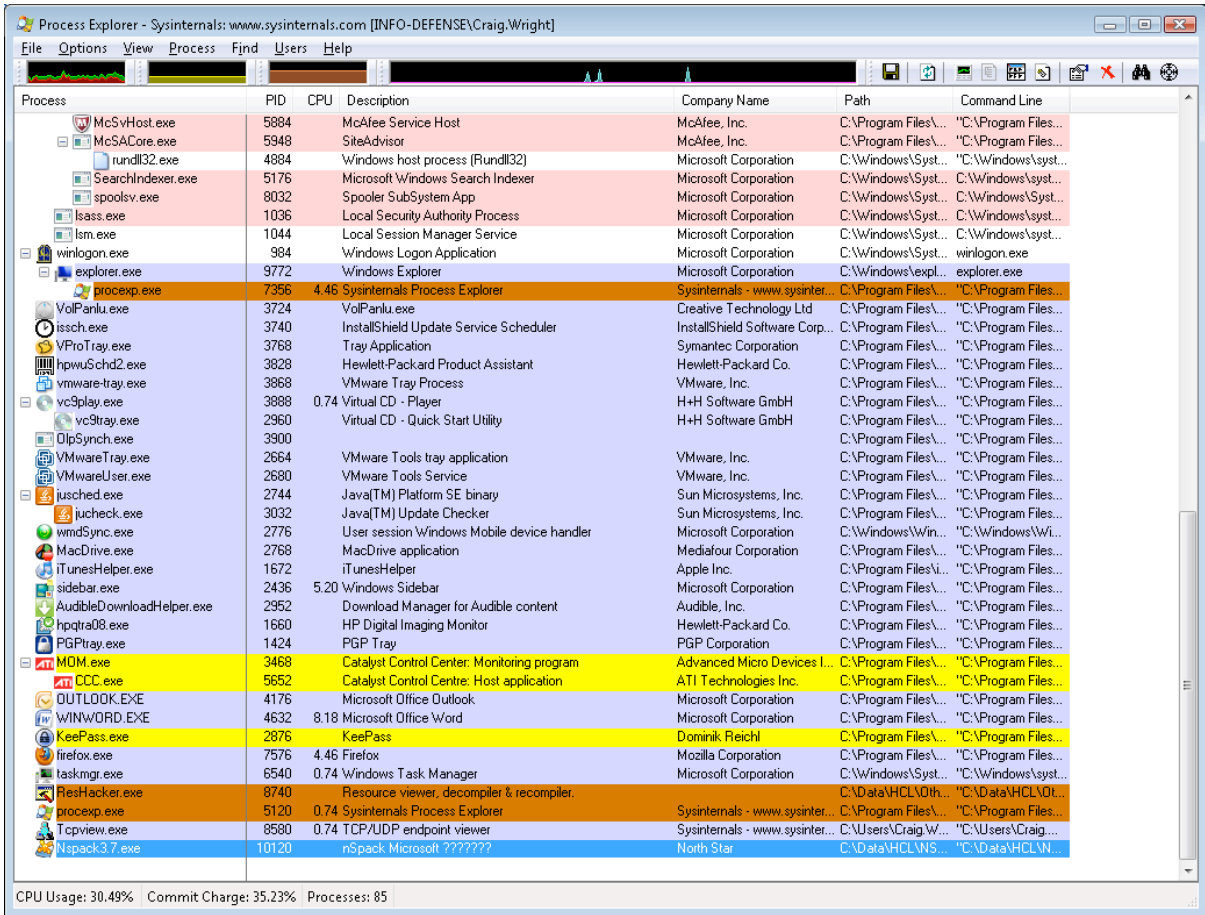 Process Explorer - Sysinternals: www.sysinternals.com [INFO-DEFENSE\Craig.Wright]
File Options View Process Find Users Help
Process PID CPU Description Company Name Path Command Line
McSvHost.exe 5884 McAfee Service Host McAfee, Inc. C:\Program Files\... "C:\Program Files...
McSACore.exe 5948 SiteAdvisor McAfee, Inc. C:\Program Files\... "C:\Program Files...
rundll32.exe 4884 Windows host process (Rundll32) Microsoft Corporation C:\Windows\Syst... "C:\Windows\syst...
SearchIndexer.exe 5176 Microsoft Windows Search Indexer Microsoft Corporation C:\Windows\Syst... C:\Windows\syst...
spoolsv.exe 8032 Spooler SubSystem App Microsoft Corporation C:\Windows\Syst... C:\Windows\Syst...
lsass.exe 1036 Local Security Authority Process Microsoft Corporation C:\Windows\Syst... C:\Windows\syst...
lsm.exe 1044 Local Session Manager Service Microsoft Corporation C:\Windows\Syst... C:\Windows\syst...
winlogon.exe 984 Windows Logon Application Microsoft Corporation C:\Windows\Syst... winlogon.exe
explorer.exe 9772 Windows Explorer Microsoft Corporation C:\Windows\expl... explorer.exe
procexp.exe 7356 4.46 Sysinternals Process Explorer Sysinternals - www.sysinter... C:\Program Files\... "C:\Program Files...
VolPanlu.exe 3724 VolPanlu.exe Creative Technology Ltd C:\Program Files\... "C:\Program Files...
issch.exe 3740 InstallShield Update Service Scheduler InstallShield Software Corp... C:\Program Files\... "C:\Program Files...
VProTray.exe 3768 Tray Application Symantec Corporation C:\Program Files\... "C:\Program Files...
hpwuSchd2.exe 3828 Hewlett-Packard Product Assistant Hewlett-Packard Co. C:\Program Files\... "C:\Program Files...
vmware-tray.exe 3868 VMware Tray Process VMware, Inc. C:\Program Files\... "C:\Program Files...
vc9play.exe 3888 0.74 Virtual CD - Player H+H Software GmbH C:\Program Files\... "C:\Program Files...
vc9tray.exe 2960 Virtual CD - Quick Start Utility H+H Software GmbH C:\Program Files\... "C:\Program Files...
OlpSynch.exe 3900 C:\Program Files\... "C:\Program Files...
VMwareTray.exe 2664 VMware Tools tray application VMware, Inc. C:\Program Files\... "C:\Program Files...
VMwareUser.exe 2680 VMware Tools Service VMware, Inc. C:\Program Files\... "C:\Program Files...
jusched.exe 2744 Java(TM) Platform SE binary Sun Microsystems, Inc. C:\Program Files\... "C:\Program Files...
jucheck.exe 3032 Java(TM) Update Checker Sun Microsystems, Inc. C:\Program Files\... "C:\Program Files...
wmdSync.exe 2776 User session Windows Mobile device handler Microsoft Corporation C:\Windows\Win... "C:\Windows\Wi...
MacDrive.exe 2768 MacDrive application Mediafour Corporation C:\Program Files\... "C:\Program Files...
iTunesHelper.exe 1672 iTunesHelper Apple Inc. C:\Program Files\i... "C:\Program Files...
sidebar.exe 2436 5.20 Windows Sidebar Microsoft Corporation C:\Program Files\... "C:\Program Files...
AudibleDownloadHelper.exe 2952 Download Manager for Audible content Audible, Inc. C:\Program Files\... "C:\Program Files...
hpqtra08.exe 1660 HP Digital Imaging Monitor Hewlett-Packard Co. C:\Program Files\... "C:\Program Files...
PGPtray.exe 1424 PGP Tray PGP Corporation C:\Program Files\... "C:\Program Files...
ATI MOM.exe 3468 Catalyst Control Center: Monitoring program Advanced Micro Devices I... C:\Program Files\... "C:\Program Files...
ATI CCC.exe 5652 Catalyst Control Centre: Host application ATI Technologies Inc. C:\Program Files\... "C:\Program Files...
OUTLOOK.EXE 4176 Microsoft Office Outlook Microsoft Corporation C:\Program Files\... "C:\Program Files...
WINWORD.EXE 4632 8.18 Microsoft Office Word Microsoft Corporation C:\Program Files\... "C:\Program Files...
KeePass.exe 2876 KeePass Dominik Reichl C:\Program Files\... "C:\Program Files...
firefox.exe 7576 4.46 Firefox Mozilla Corporation C:\Program Files\... "C:\Program Files...
taskmgr.exe 6540 0.74 Windows Task Manager Microsoft Corporation C:\Windows\Syst... "C:\Windows\syst...
ResHacker.exe 8740 Resource viewer, decompiler & recompiler. C:\Data\HCL\Oth... "C:\Data\HCL\Ot...
procexp.exe 5120 0.74 Sysinternals Process Explorer Sysinternals - www.sysinter... C:\Program Files\... "C:\Program Files...
Tcpview.exe 8580 0.74 TCP/UDP endpoint viewer Sysinternals - www.sysinter... C:\Users\Craig.W... "C:\Users\Craig....
Nspack3.7.exe 10120 nSpack Microsoft ??????? North Star C:\Data\HCL\NS... "C:\Data\HCL\N...
CPU Usage: 30.49% Commit Charge: 35.23% Processes: 85